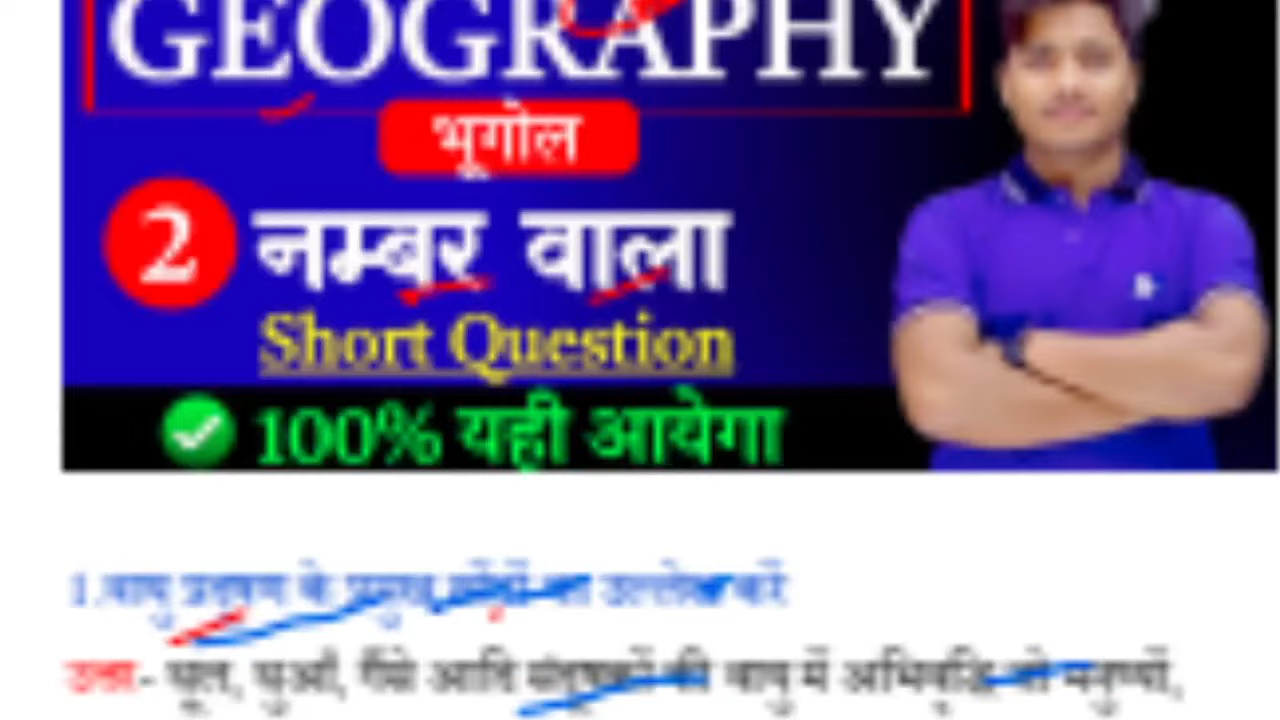 GEOGRAPHY
भूगोल
2 नम्बर वाला
Short Question
100% यही आयेगा
1.वायु प्रदूषण के प्रमुख स्रोतों का उल्लेख करें
उत्तर- धूल, धुआँ, गैसे आदि संदूषकों की वायु में अभिवृद्धि जो मनुष्यों,